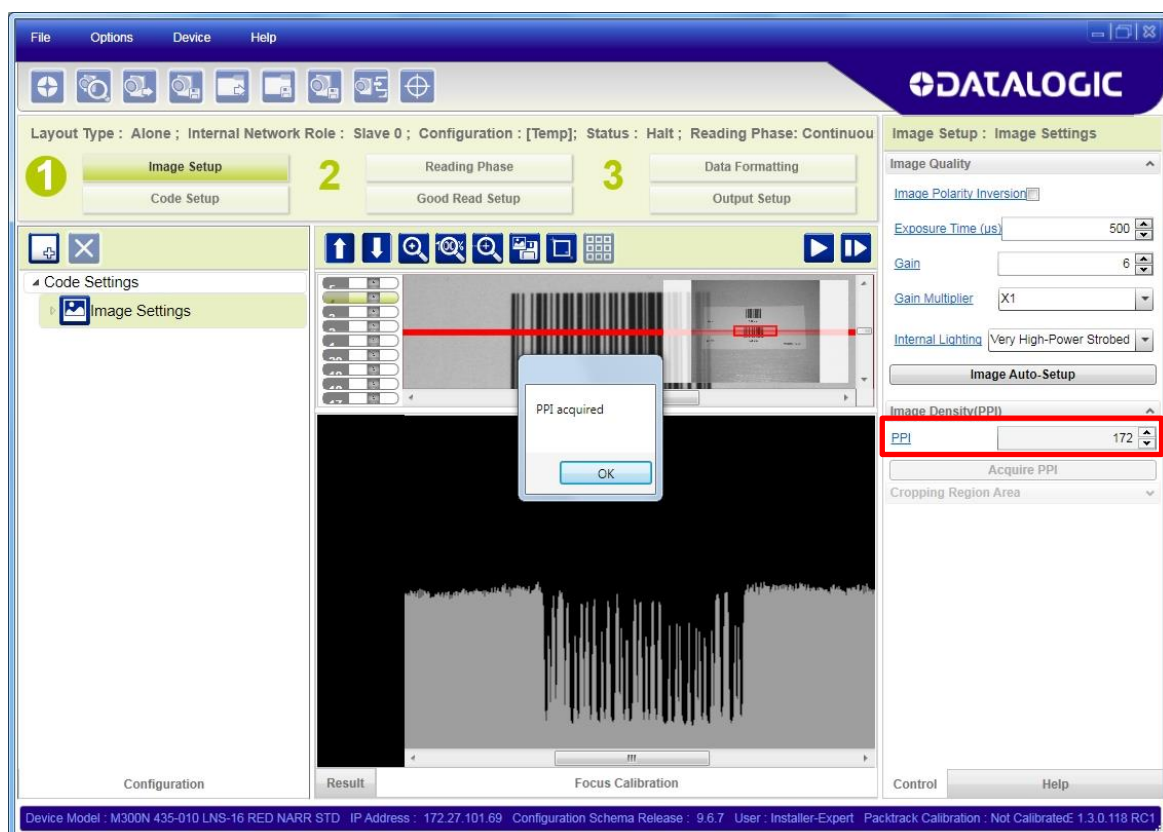 File Options Device Help
DATALOGIC
Layout Type : Alone ; Internal Network Role : Slave 0 ; Configuration : [Temp]; Status : Halt ; Reading Phase: Continuou
Image Setup : Image Settings
1 Image Setup 2 Reading Phase 3 Data Formatting
Code Setup Good Read Setup Output Setup
Image Quality
Image Polarity Inversion
Exposure Time (µs) 500
Gain 6
Gain Multiplier X1
Internal Lighting Very High-Power Strobed
Image Auto-Setup
Image Density(PPI)
PPI 172
Acquire PPI
Cropping Region Area
Code Settings
Image Settings
100%
PPI acquired
OK
Configuration
Result Focus Calibration
Control Help
Device Model : M300N 435-010 LNS-16 RED NARR STD IP Address : 172.27.101.69 Configuration Schema Release : 9.6.7 User : Installer-Expert Packtrack Calibration : Not Calibrated 1.3.0.118 RC1